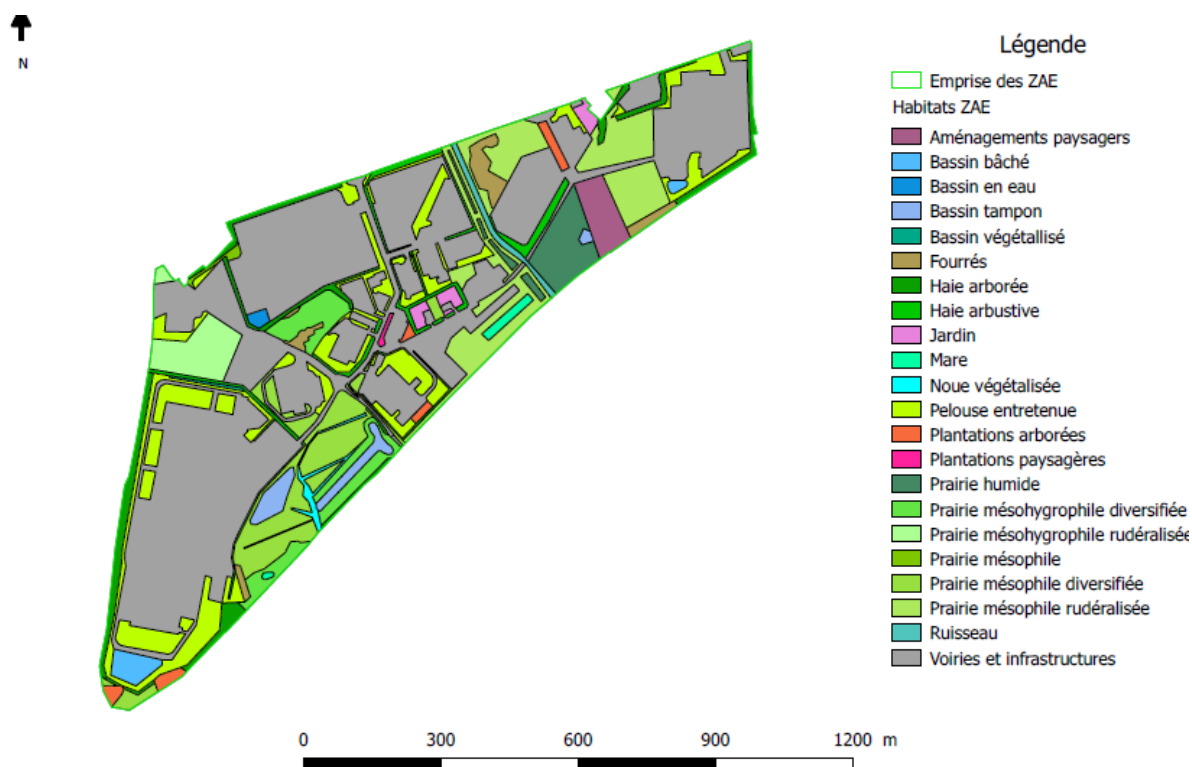 N
Légende
Emprise des ZAE
Habitats ZAE
Aménagements paysagers
Bassin bâché
Bassin en eau
Bassin tampon
Bassin végétallisé
Fourrés
Haie arborée
Haie arbustive
Jardin
Mare
Noue végétalisée
Pelouse entretenue
Plantations arborées
Plantations paysagères
Prairie humide
Prairie mésohygrophile diversifiée
Prairie mésohygrophile rudéralisée
Prairie mésophile
Prairie mésophile diversifiée
Prairie mésophile rudéralisée
Ruisseau
Voiries et infrastructures
0 300 600 900 1200 m